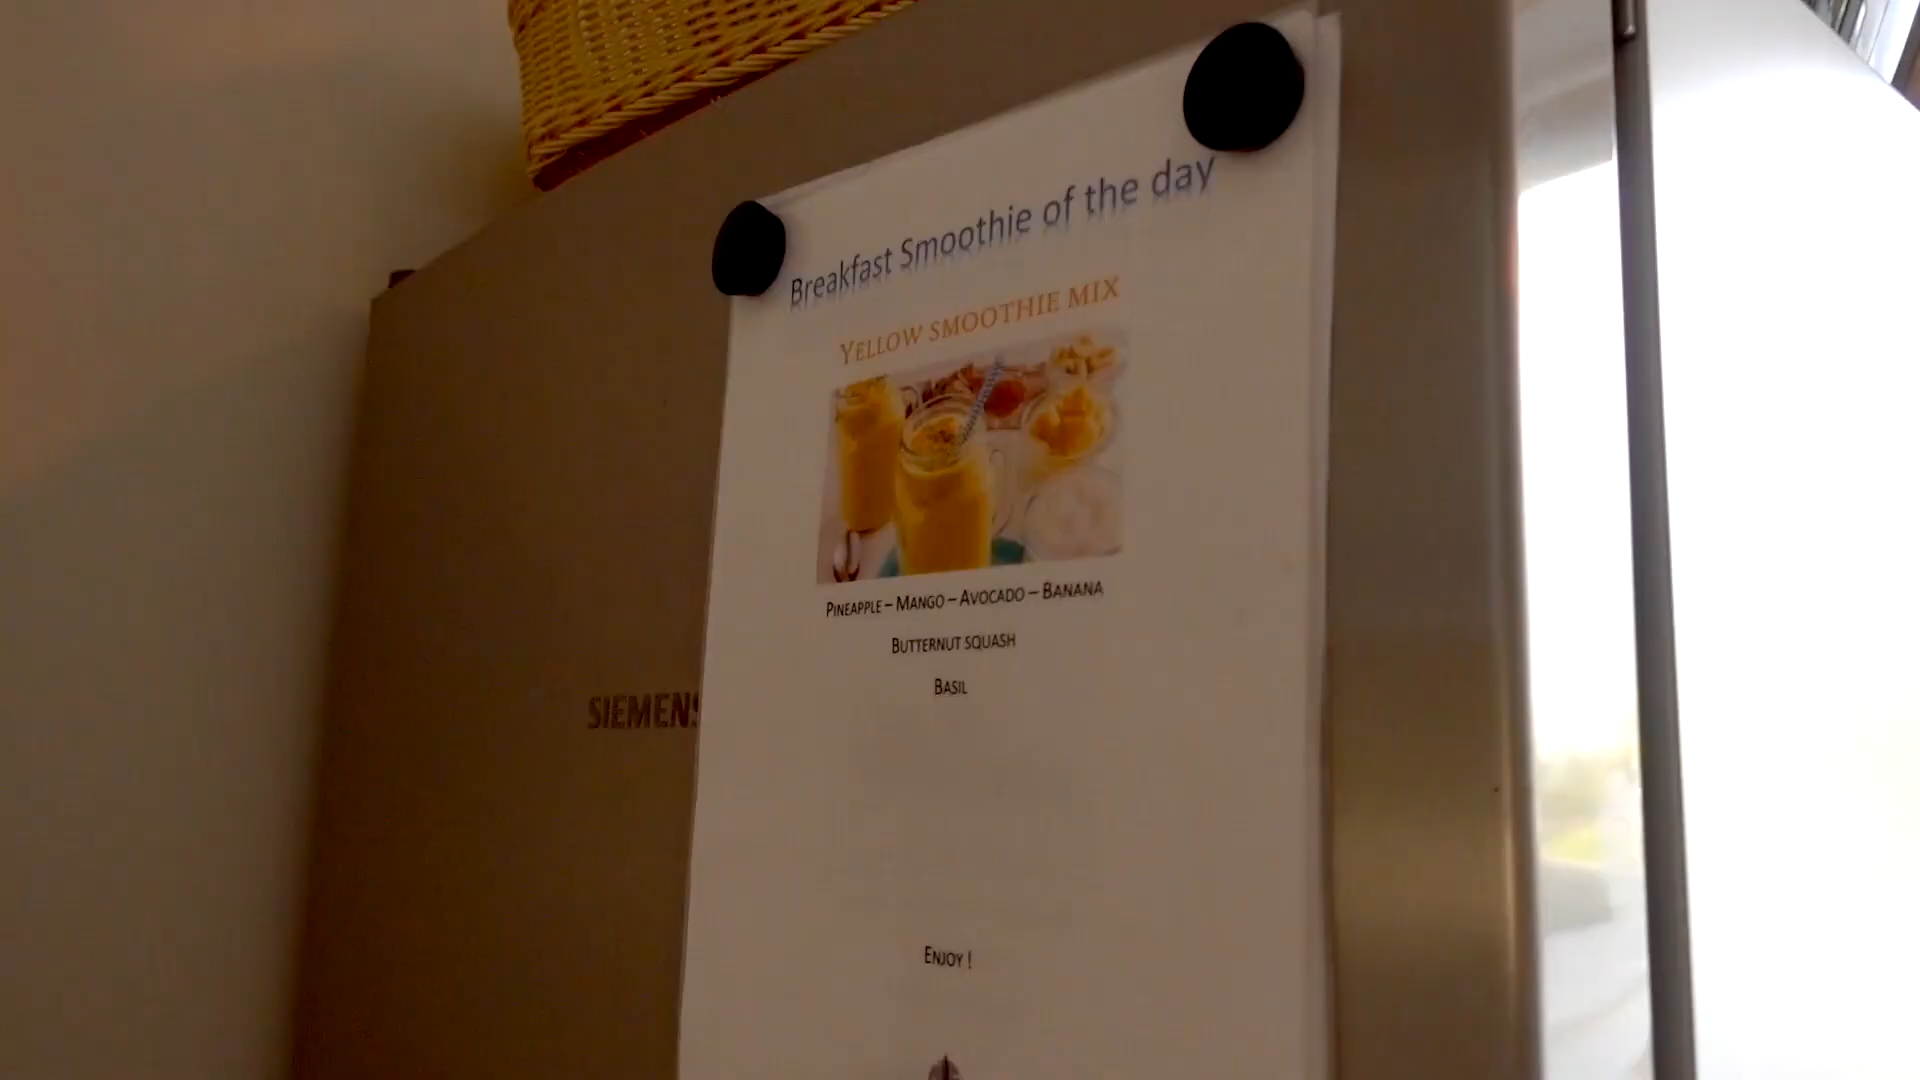 Breakfast Smoothie of the day
YELLOW SMOOTHIE MIX
PINEAPPLE – MANGO – AVOCADO – BANANA
BUTTERNUT SQUASH
BASIL
SIEMENS
ENJOY !